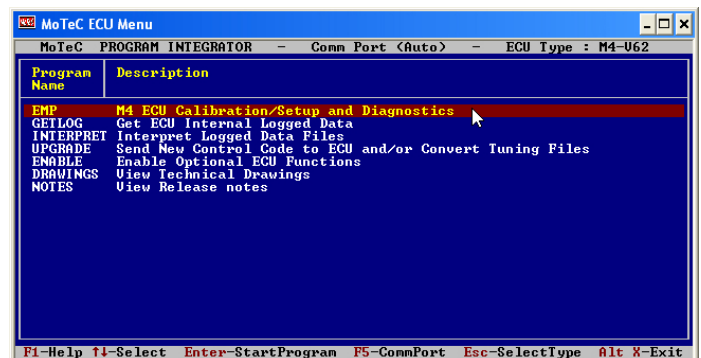 MoTeC ECU Menu
MoTeC PROGRAM INTEGRATOR - Comm Port (Auto) - ECU Type : M4-V62
Program Name Description
EMP M4 ECU Calibration/Setup and Diagnostics
GETLOG Get ECU Internal Logged Data
INTERPRET Interpret Logged Data Files
UPGRADE Send New Control Code to ECU and/or Convert Tuning Files
ENABLE Enable Optional ECU Functions
DRAWINGS View Technical Drawings
NOTES View Release notes
F1-Help ↑↓-Select Enter-StartProgram F5-CommPort Esc-SelectType Alt X-Exit